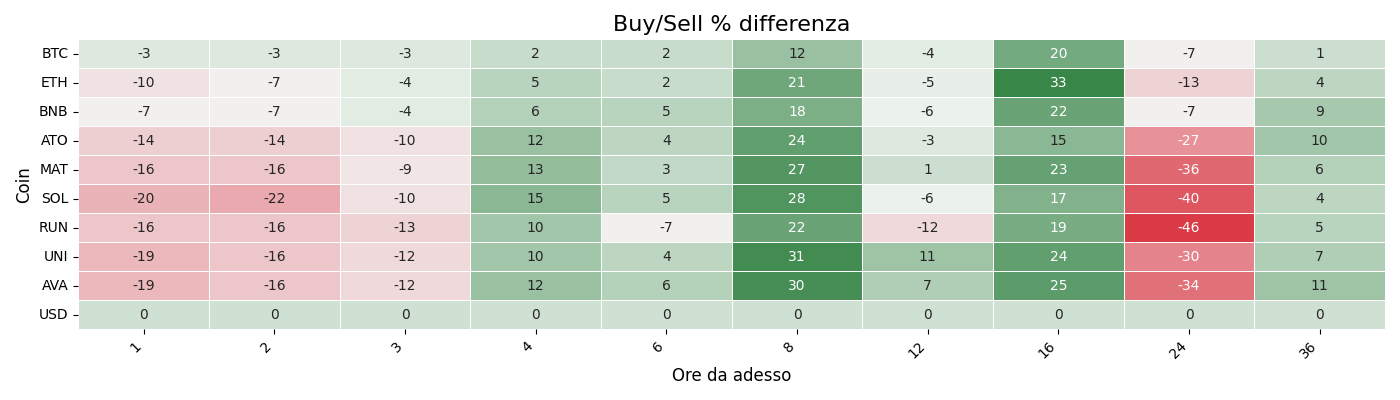 Buy/Sell % differenza
Coin
BTC -3 -3 -3 2 2 12 -4 20 -7 1
ETH -10 -7 -4 5 2 21 -5 33 -13 4
BNB -7 -7 -4 6 5 18 -6 22 -7 9
ATO -14 -14 -10 12 4 24 -3 15 -27 10
MAT -16 -16 -9 13 3 27 1 23 -36 6
SOL -20 -22 -10 15 5 28 -6 17 -40 4
RUN -16 -16 -13 10 -7 22 -12 19 -46 5
UNI -19 -16 -12 10 4 31 11 24 -30 7
AVA -19 -16 -12 12 6 30 7 25 -34 11
USD 0 0 0 0 0 0 0 0 0 0
1 2 3 4 6 8 12 16 24 36
Ore da adesso